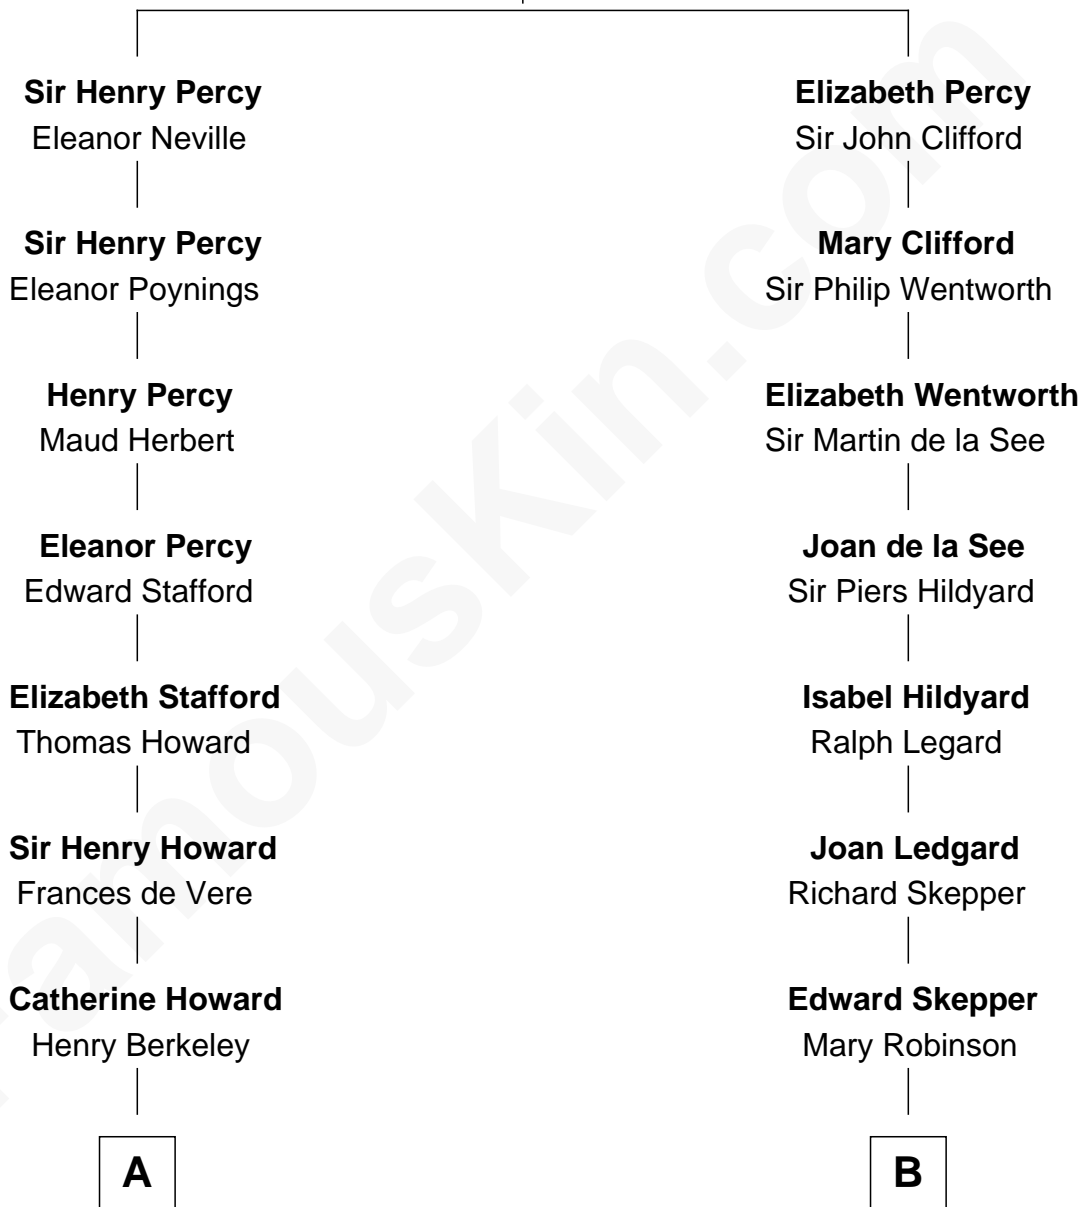 Sir Henry Percy
Eleanor Neville
Sir Henry Percy
Eleanor Poynings
Henry Percy
Maud Herbert
Eleanor Percy
Edward Stafford
Elizabeth Stafford
Thomas Howard
Sir Henry Howard
Frances de Vere
Catherine Howard
Henry Berkeley
A
Elizabeth Percy
Sir John Clifford
Mary Clifford
Sir Philip Wentworth
Elizabeth Wentworth
Sir Martin de la See
Joan de la See
Sir Piers Hildyard
Isabel Hildyard
Ralph Legard
Joan Ledgard
Richard Skepper
Edward Skepper
Mary Robinson
B
FamousKin.com